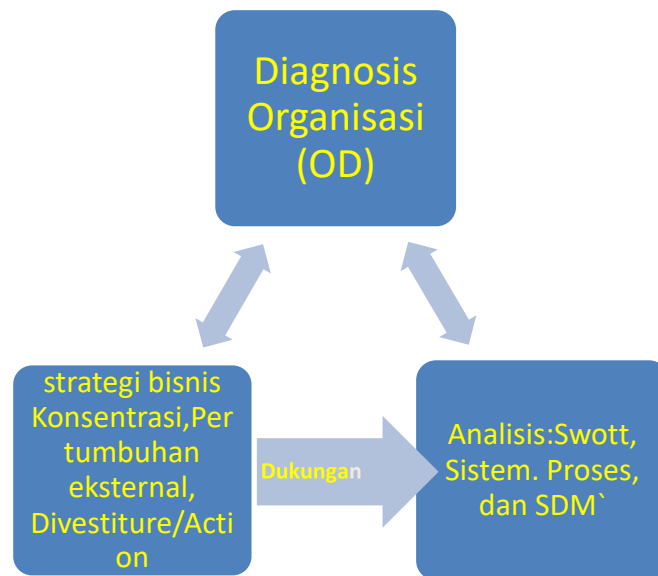 Diagnosis
Organisasi
(OD)
strategi bisnis
Konsentrasi,Per
tumbuhan
eksternal,
Divestiture/Acti
on
Dukungan
Analisis:Swott,
Sistem. Proses,
dan SDM`